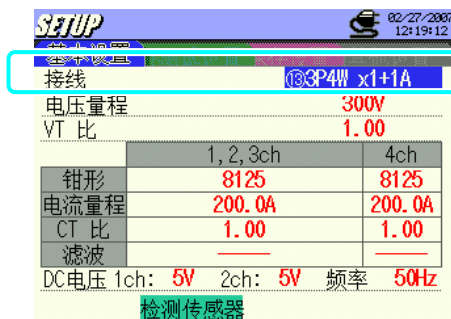 SETUP 02/27/2007
12:19:12
基本设置
接线 ⑬3P4W x1+1A
电压量程 300V
VT 比 1.00
1,2,3ch 4ch
钳形 8125 8125
电流量程 200.0A 200.0A
CT 比 1.00 1.00
滤波 —— ——
DC电压 1ch: 5V 2ch: 5V 频率 50Hz
检测传感器